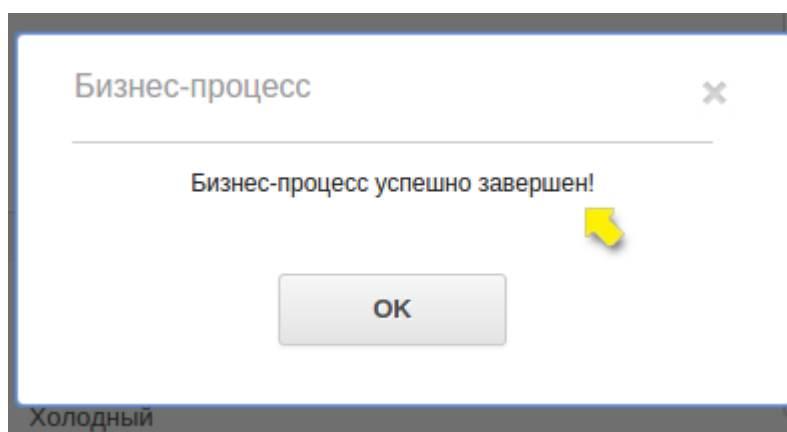 Бизнес-процесс
Бизнес-процесс успешно завершен!
OK
Холодный